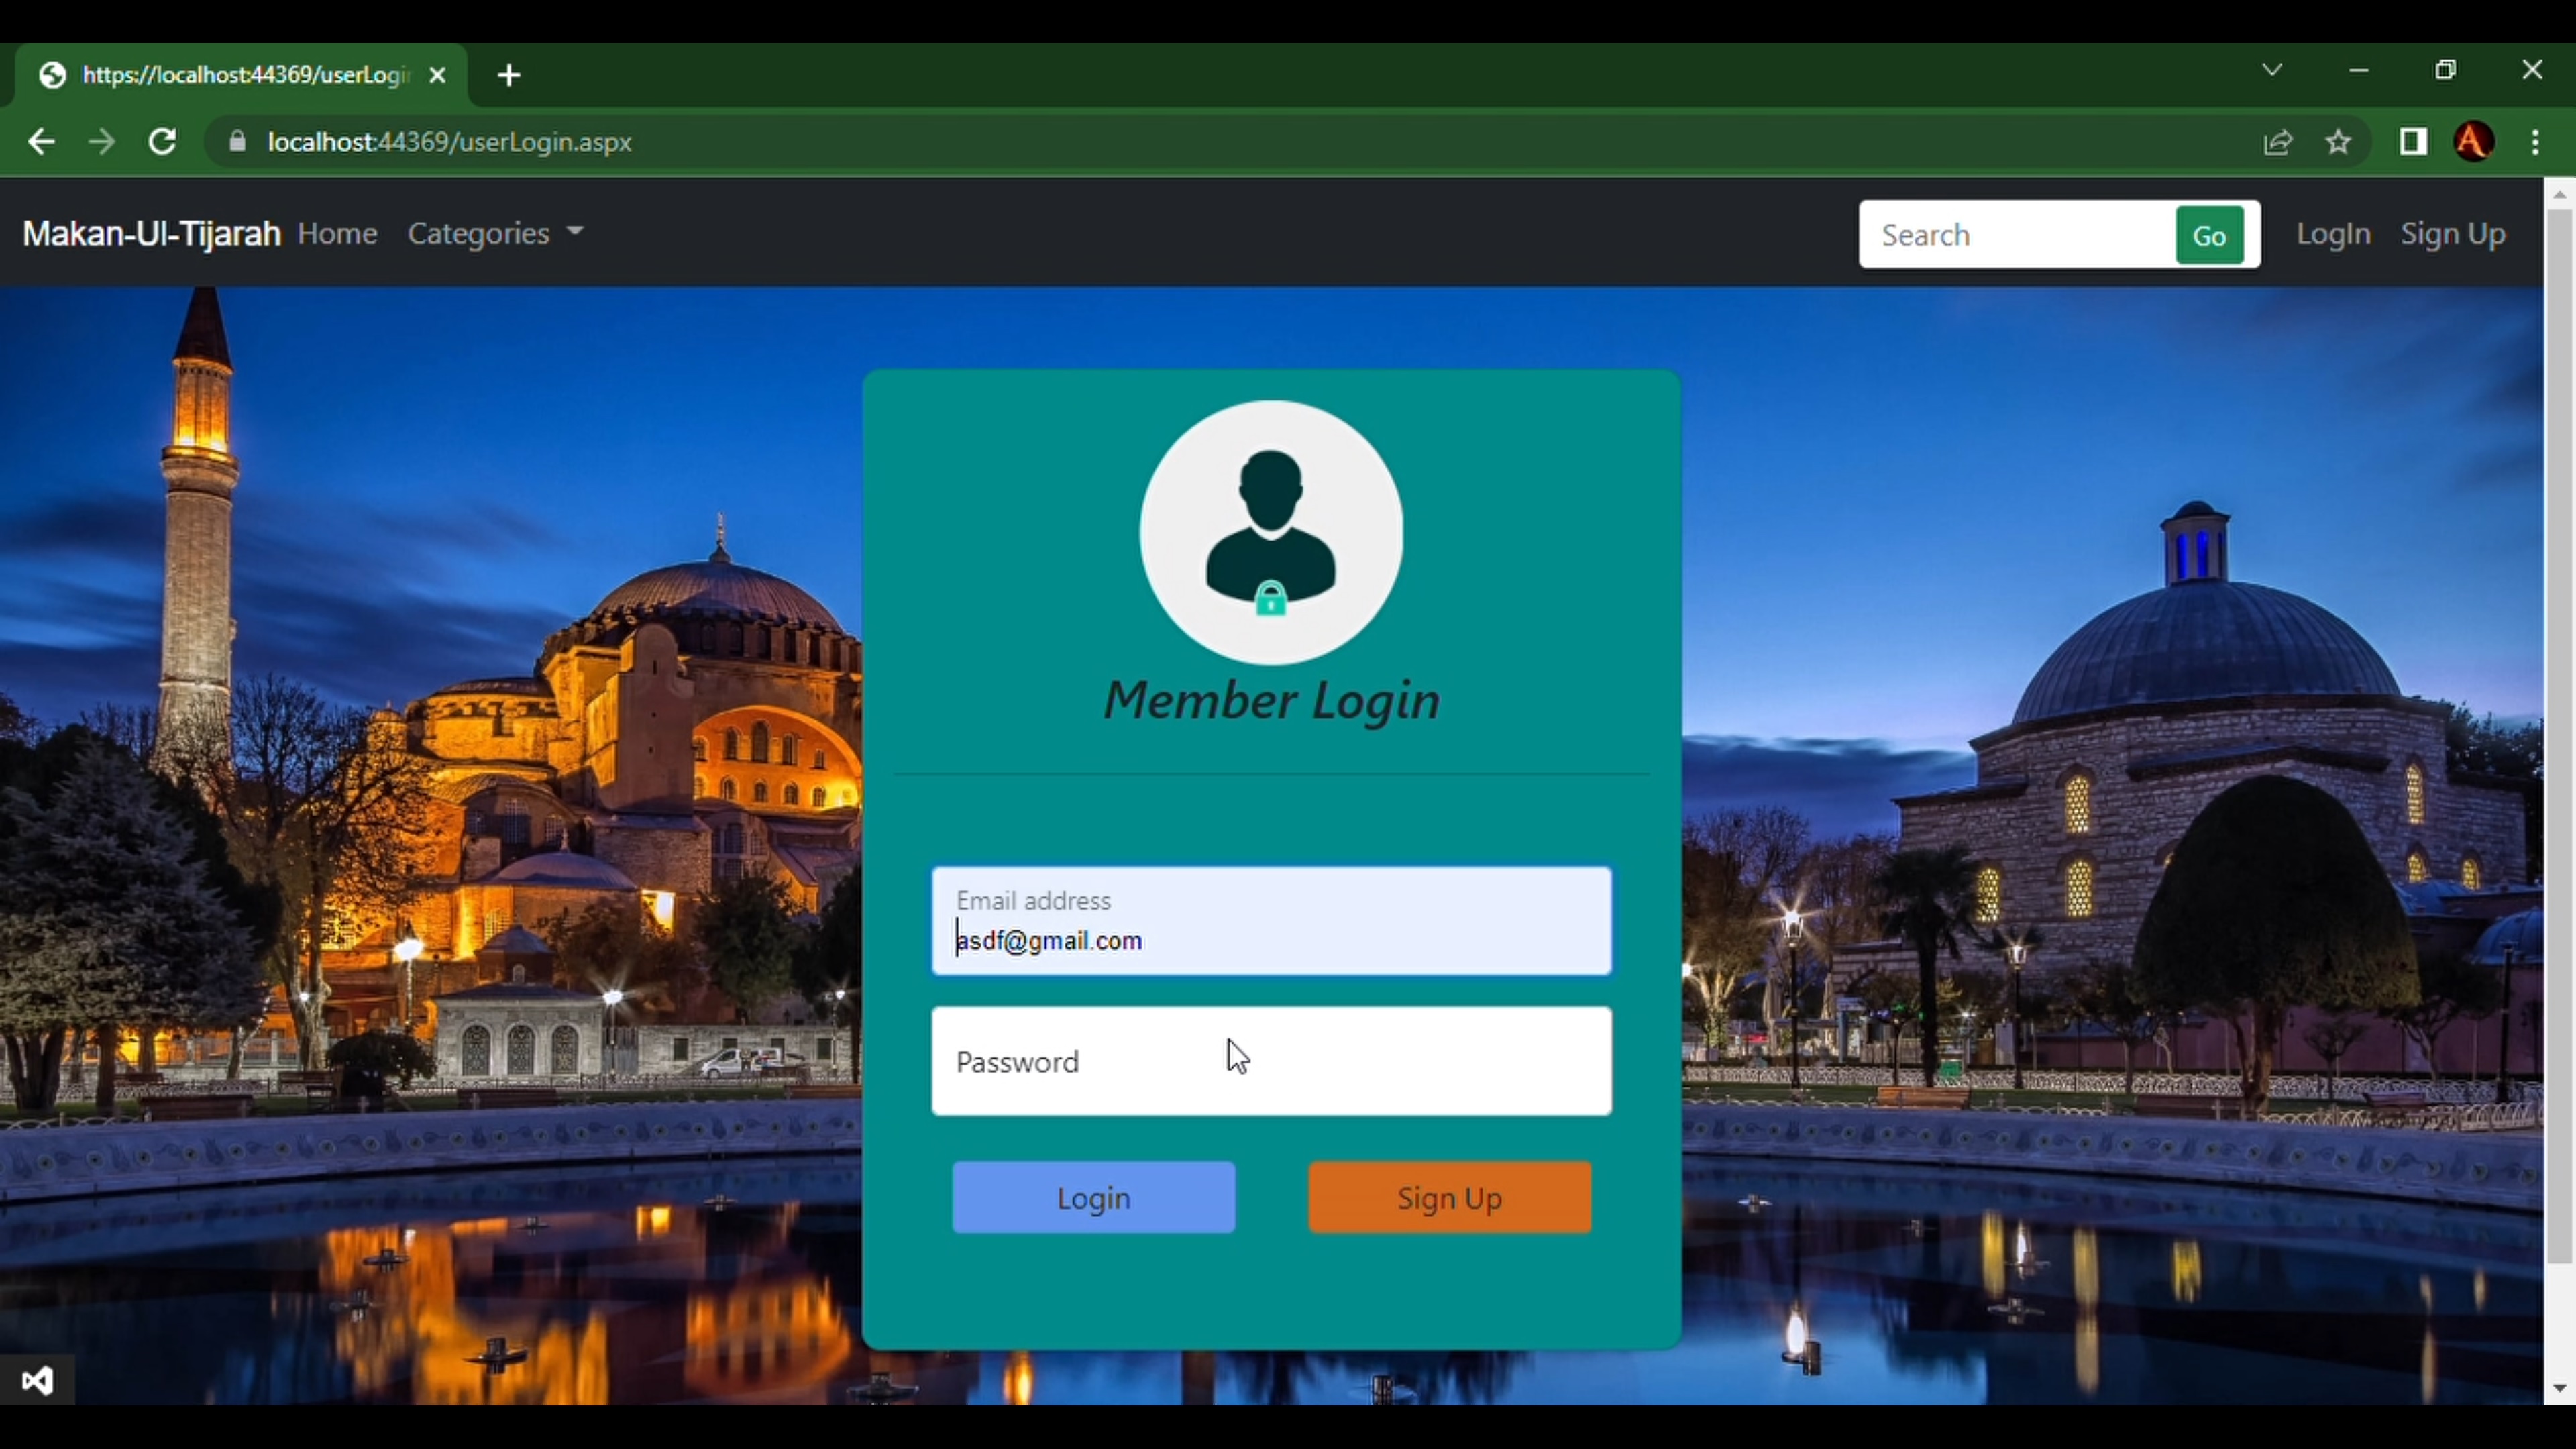 https://localhost:44369/userLogin
localhost:44369/userLogin.aspx
A
Makan-Ul-Tijarah Home Categories Search Go LogIn Sign Up
Member Login
Email address
asdf@gmail.com
Password
Login Sign Up